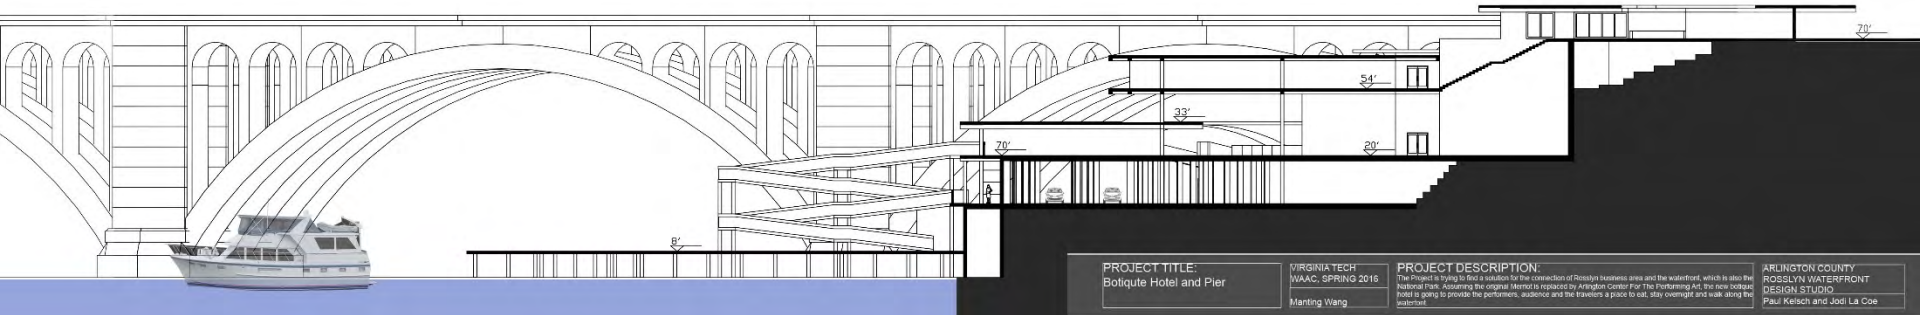 70'
54'
33'
70'
20'
8'
PROJECT TITLE:
Botiqute Hotel and Pier
VIRGINIA TECH
WAAC, SPRING 2016
Manting Wang
PROJECT DESCRIPTION:
The Project is trying to find a solution for the connection of Rosslyn business area and the waterfront, which is also the
National Park. Assuming the original Marriot is replaced by Arlington Center For The Performing Art, the new botique
hotel is going to provide the performers, audience and the travelers a place to eat, stay overnight and walk along the
waterfront.
ARLINGTON COUNTY
ROSSLYN WATERFRONT
DESIGN STUDIO
Paul Kelsch and Jodi La Coe